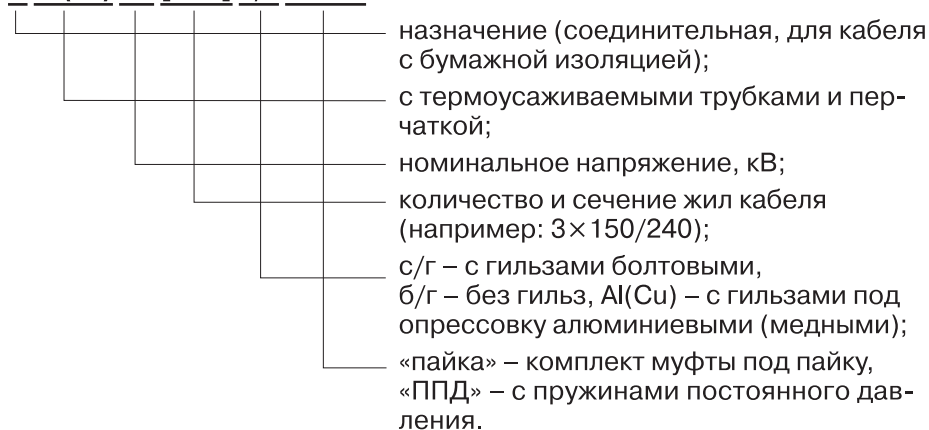 назначение (соединительная, для кабеля
с бумажной изоляцией);
с термоусаживаемыми трубками и пер-
чаткой;
номинальное напряжение, кВ;
количество и сечение жил кабеля
(например: 3×150/240);
с/г – с гильзами болтовыми,
б/г – без гильз, Al(Cu) – с гильзами под
опрессовку алюминиевыми (медными);
«пайка» – комплект муфты под пайку,
«ППД» – с пружинами постоянного дав-
ления.